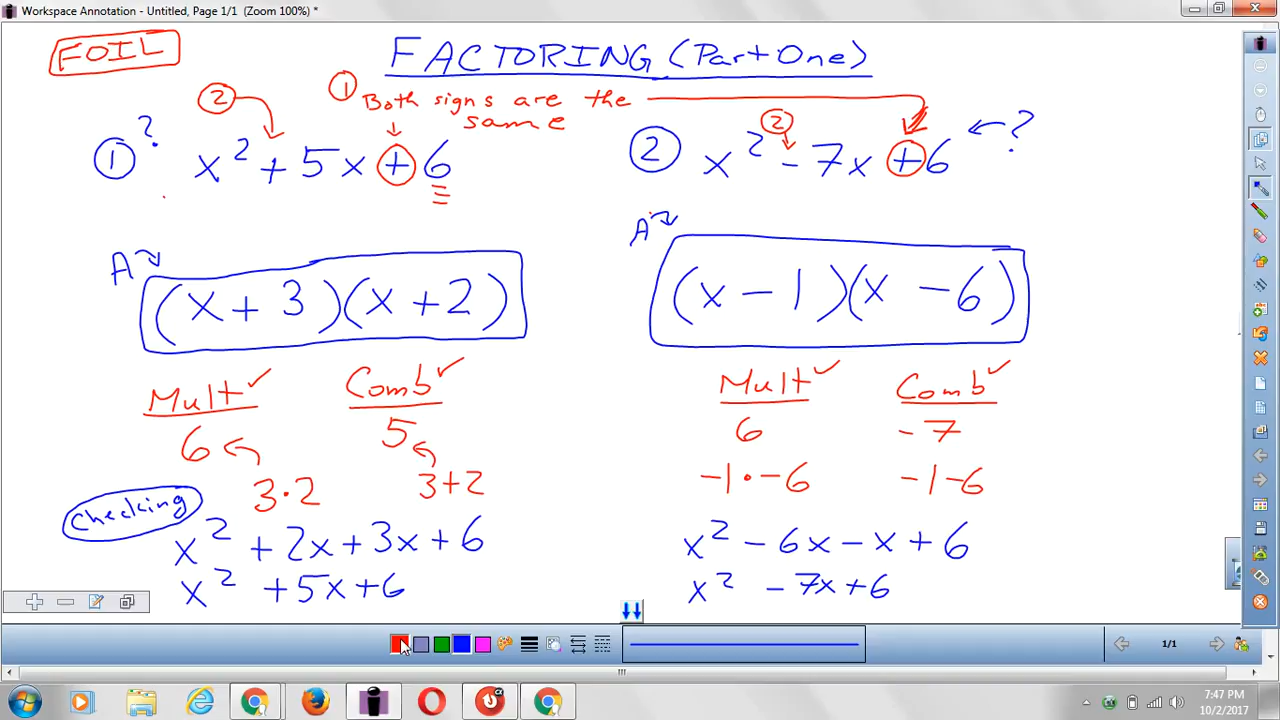 Workspace Annotation - Untitled, Page 1/1 (Zoom 100%) *
FOIL
FACTORING (Part One)
② ① Both signs are the same
① ? x² + 5x + 6
② x² - 7x + 6 ← ?
②
A
(x + 3)(x + 2)
A
(x - 1)(x - 6)
Mult ✓ Comb ✓
6 5
3·2 3+2
Mult ✓ Comb ✓
6 -7
-1 · -6 -1 -6
Checking
x² + 2x + 3x + 6
x² + 5x + 6
x² - 6x - x + 6
x² - 7x + 6
1/1
7:47 PM
10/2/2017